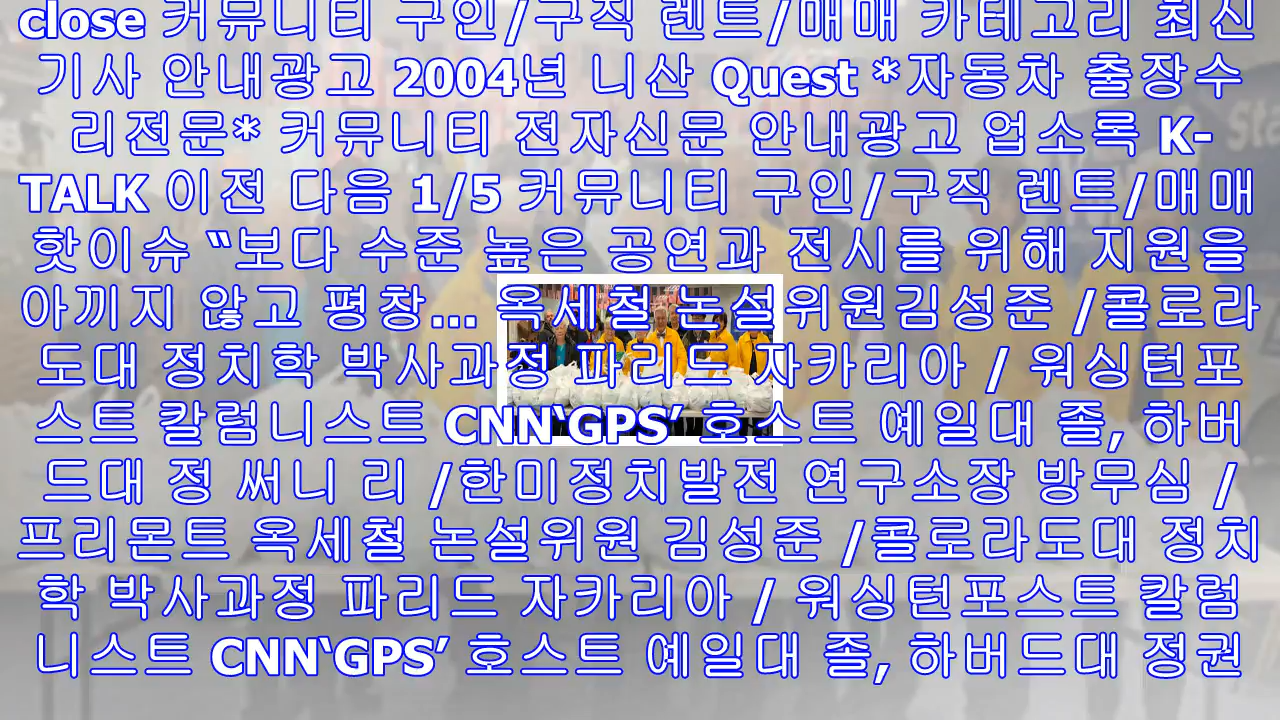 close 커뮤니티 구인/구직 렌트/매매 카테고리 최신
기사 안내광고 2004년 니산 Quest *자동차 출장수
리전문* 커뮤니티 전자신문 안내광고 업소록 K-
TALK 이전 다음 1/5 커뮤니티 구인/구직 렌트/매매
핫이슈 “보다 수준 높은 공연과 전시를 위해 지원을
아끼지 않고 평창... 옥세철 논설위원김성준 /콜로라
도대 정치학 박사과정 파리드 자카리아 / 워싱턴포
스트 칼럼니스트 CNN‘GPS’ 호스트 예일대 졸, 하버
드대 정 써니 리 /한미정치발전 연구소장 방무심 /
프리몬트 옥세철 논설위원 김성준 /콜로라도대 정치
학 박사과정 파리드 자카리아 / 워싱턴포스트 칼럼
니스트 CNN‘GPS’ 호스트 예일대 졸, 하버드대 정권